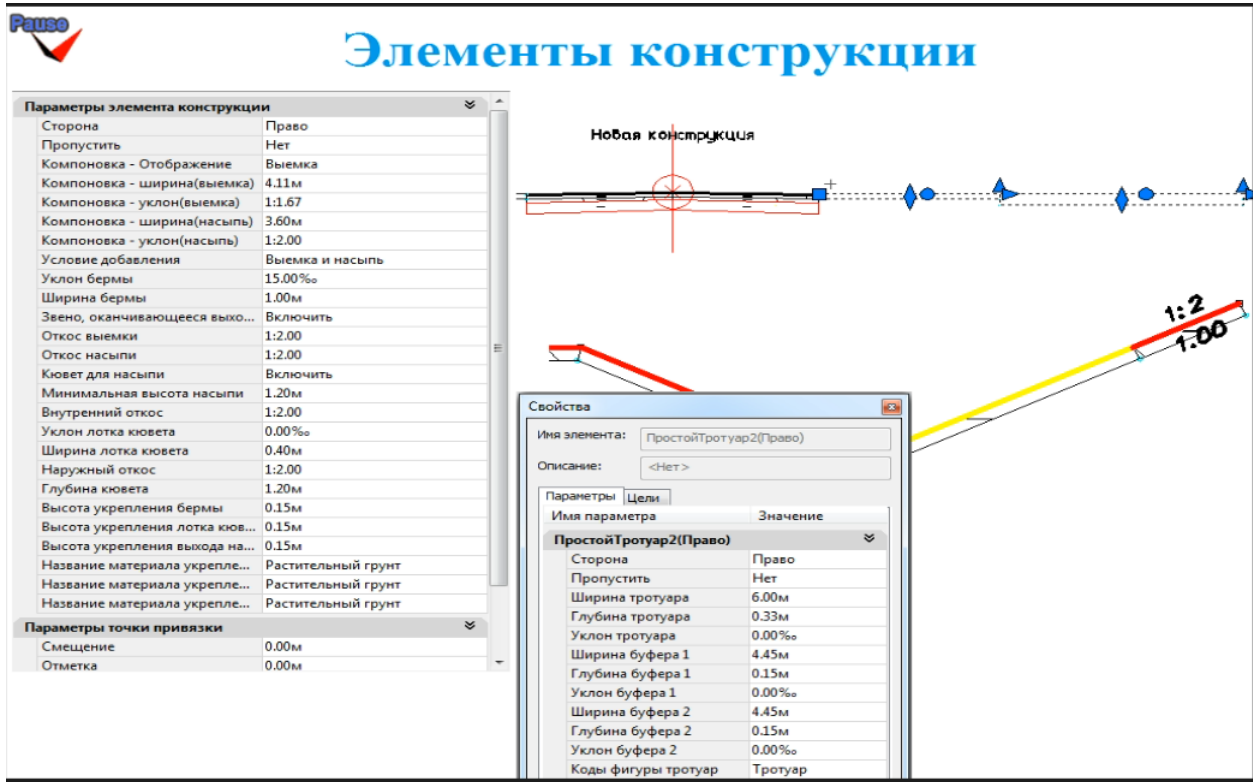 Pause
Элементы конструкции
Параметры элемента конструкции
Сторона Право
Пропустить Нет
Компоновка - Отображение Выемка
Компоновка - ширина(выемка) 4.11м
Компоновка - уклон(выемка) 1:1.67
Компоновка - ширина(насыпь) 3.60м
Компоновка - уклон(насыпь) 1:2.00
Условие добавления Выемка и насыпь
Уклон бермы 15.00‰
Ширина бермы 1.00м
Звено, оканчивающееся выхо... Включить
Откос выемки 1:2.00
Откос насыпи 1:2.00
Кювет для насыпи Включить
Минимальная высота насыпи 1.20м
Внутренний откос 1:2.00
Уклон лотка кювета 0.00‰
Ширина лотка кювета 0.40м
Наружный откос 1:2.00
Глубина кювета 1.20м
Высота укрепления бермы 0.15м
Высота укрепления лотка кюв... 0.15м
Высота укрепления выхода на... 0.15м
Название материала укрепле... Растительный грунт
Название материала укрепле... Растительный грунт
Название материала укрепле... Растительный грунт
Параметры точки привязки
Смещение 0.00м
Отметка 0.00м
Новая конструкция
1:2
1.00
Свойства
Имя элемента: ПростойТротуар2(Право)
Описание: <Нет>
Параметры Цели
Имя параметра Значение
ПростойТротуар2(Право)
Сторона Право
Пропустить Нет
Ширина тротуара 6.00м
Глубина тротуара 0.33м
Уклон тротуара 0.00‰
Ширина буфера 1 4.45м
Глубина буфера 1 0.15м
Уклон буфера 1 0.00‰
Ширина буфера 2 4.45м
Глубина буфера 2 0.15м
Уклон буфера 2 0.00‰
Коды фигуры тротуар Тротуар